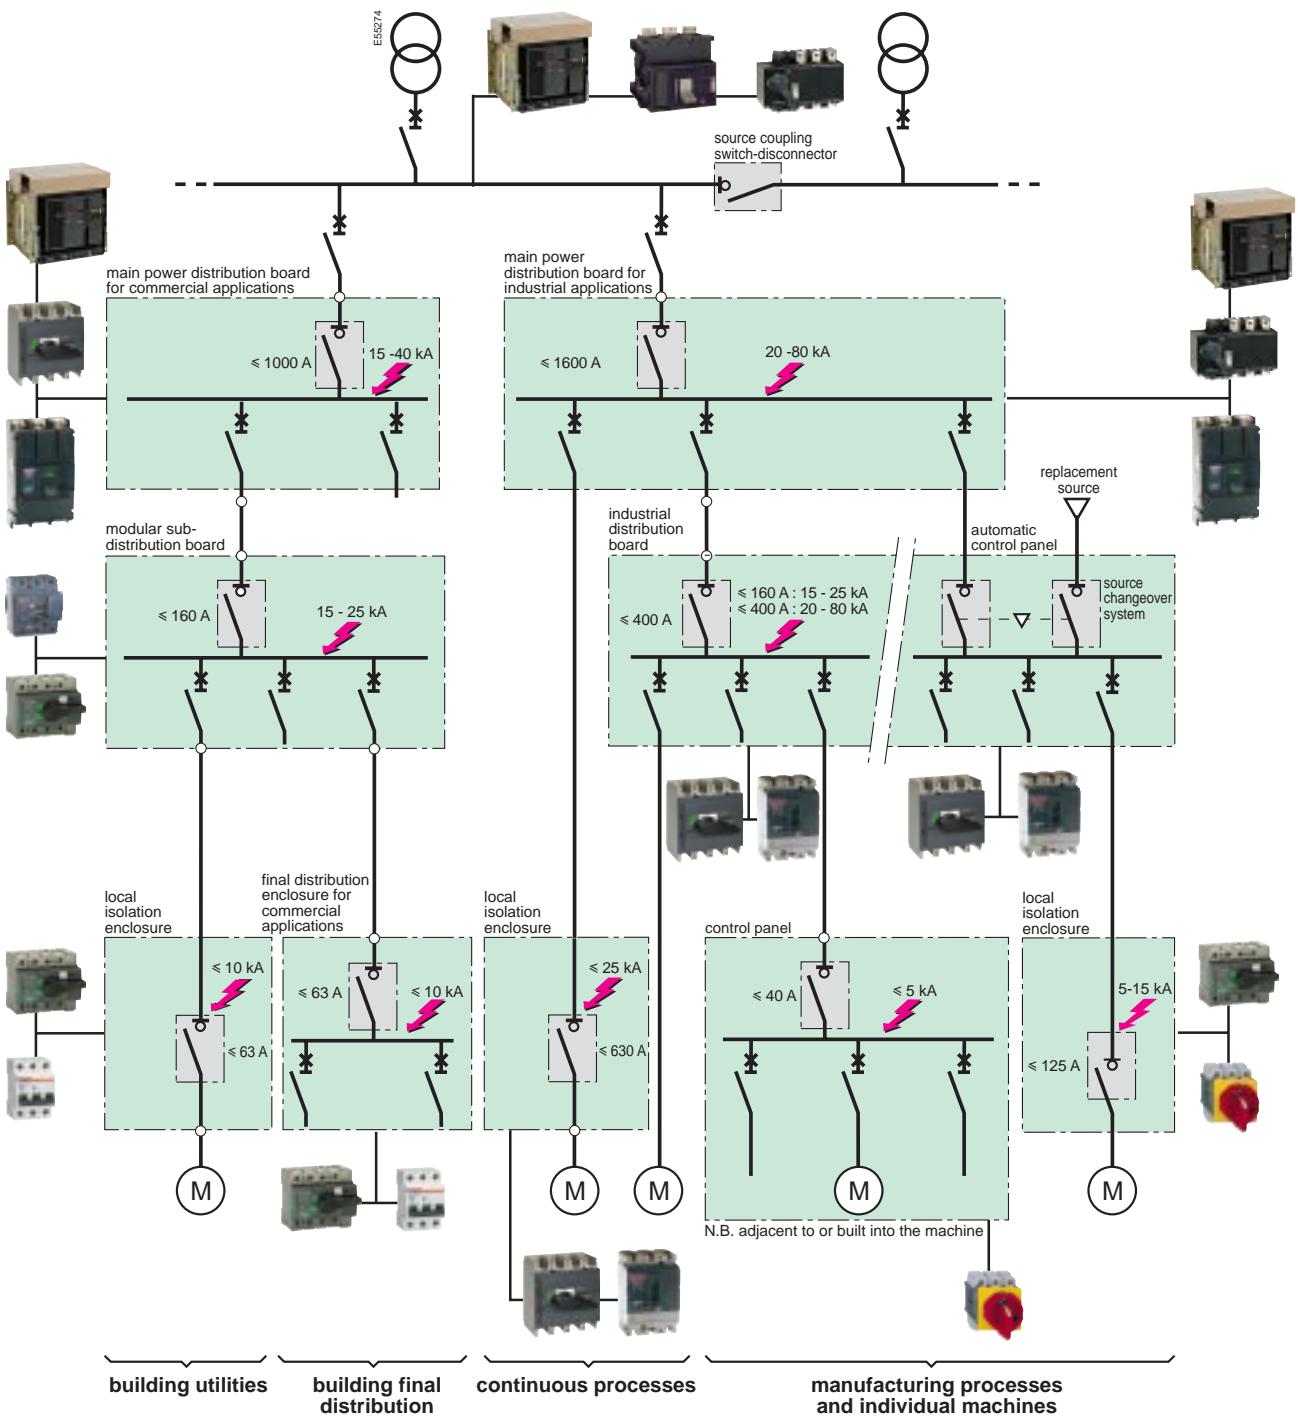 E55274
source coupling
switch-disconnector
main power distribution board
for commercial applications
main power
distribution board for
industrial applications
≤ 1000 A
15 -40 kA
≤ 1600 A
20 -80 kA
replacement
source
modular sub-
distribution board
industrial
distribution
board
automatic
control panel
≤ 160 A
15 - 25 kA
≤ 400 A
≤ 160 A : 15 - 25 kA
≤ 400 A : 20 - 80 kA
source
changeover
system
local
isolation
enclosure
final distribution
enclosure for
commercial
applications
local
isolation
enclosure
control panel
local
isolation
enclosure
≤ 10 kA
≤ 63 A
≤ 63 A
≤ 10 kA
≤ 25 kA
≤ 630 A
≤ 40 A
≤ 5 kA
5-15 kA
≤ 125 A
M
M
M
M
M
N.B. adjacent to or built into the machine
building utilities
building final
distribution
continuous processes
manufacturing processes
and individual machines